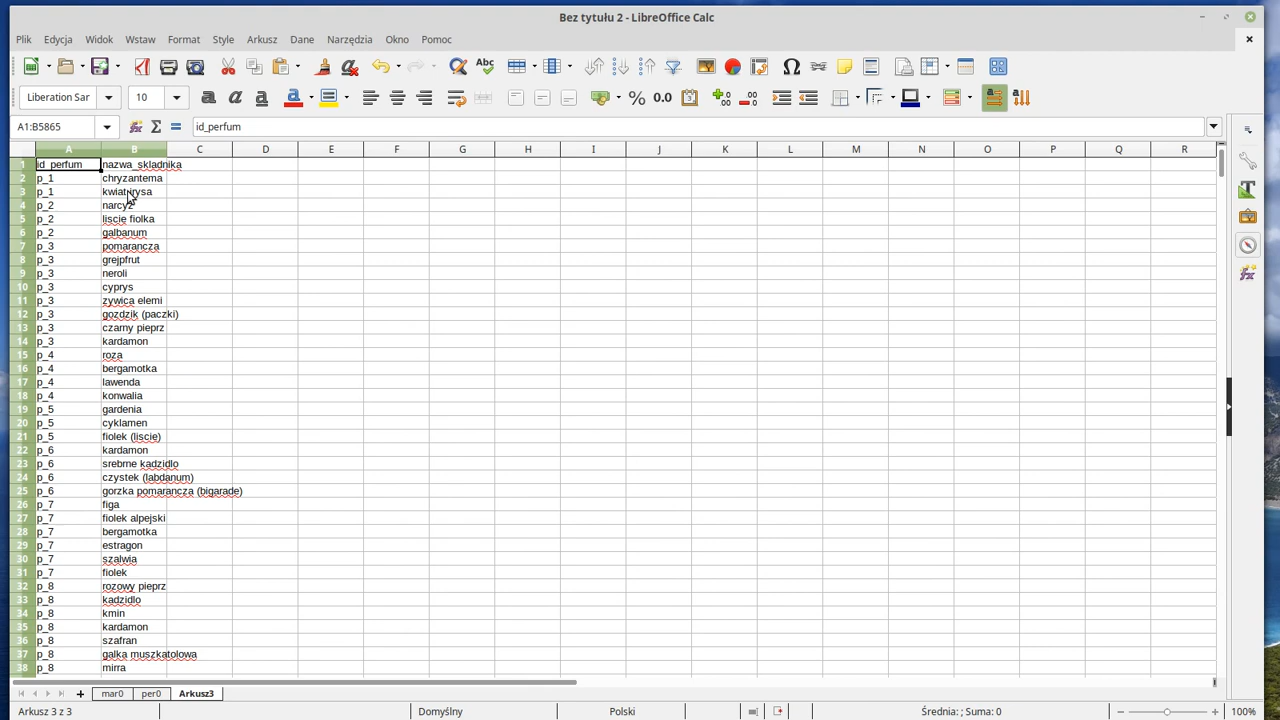 Bez tytułu 2 - LibreOffice Calc
Plik Edycja Widok Wstaw Format Style Arkusz Dane Narzędzia Okno Pomoc
Abc
Liberation Sar 10 % 0.0
A1:B5865 id_perfum
A B C D E F G H I J K L M N O P Q R
1 id_perfum nazwa_skladnika
2 p_1 chryzantema
3 p_1 kwiat irysa
4 p_2 narcyz
5 p_2 liscie fiolka
6 p_2 galbanum
7 p_3 pomarancza
8 p_3 grejpfrut
9 p_3 neroli
10 p_3 cyprys
11 p_3 zywica elemi
12 p_3 gozdzik (paczki)
13 p_3 czarny pieprz
14 p_3 kardamon
15 p_4 roza
16 p_4 bergamotka
17 p_4 lawenda
18 p_4 konwalia
19 p_5 gardenia
20 p_5 cyklamen
21 p_5 fiolek (liscie)
22 p_6 kardamon
23 p_6 srebrne kadzidlo
24 p_6 czystek (labdanum)
25 p_6 gorzka pomarancza (bigarade)
26 p_7 figa
27 p_7 fiolek alpejski
28 p_7 bergamotka
29 p_7 estragon
30 p_7 szalwia
31 p_7 fiolek
32 p_8 rozowy pieprz
33 p_8 kadzidlo
34 p_8 kmin
35 p_8 kardamon
36 p_8 szafran
37 p_8 galka muszkatolowa
38 p_8 mirra
mar0 per0 Arkusz3
Arkusz 3 z 3 Domyślny Polski Średnia: ; Suma: 0 100%